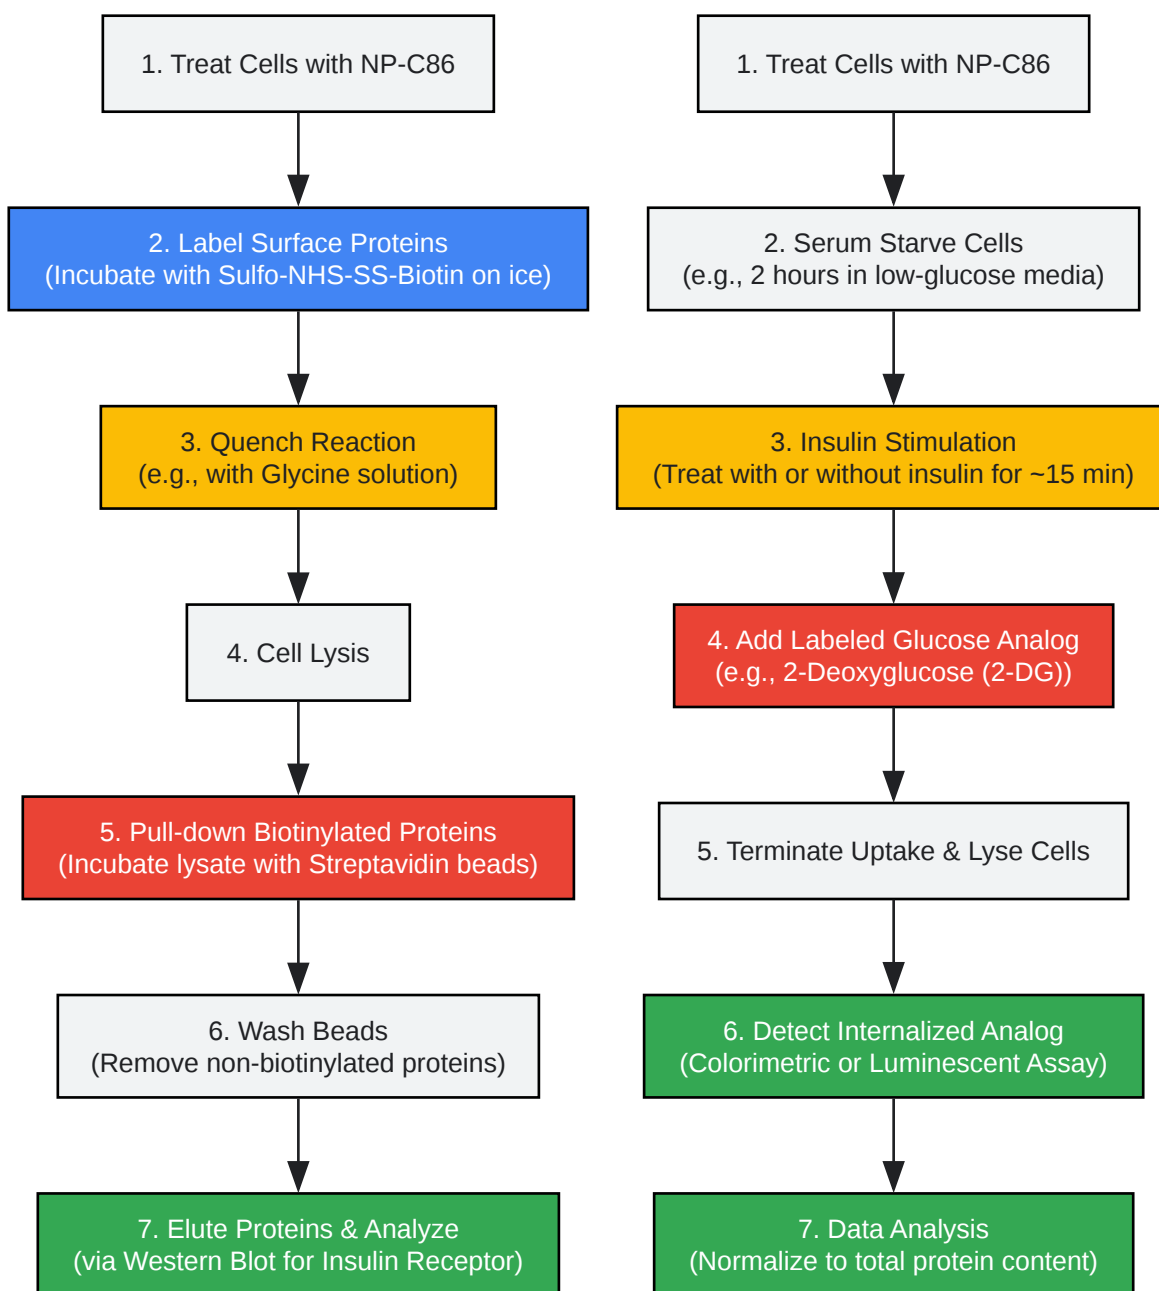 1. Treat Cells with NP-C86
2. Label Surface Proteins
(Incubate with Sulfo-NHS-SS-Biotin on ice)
3. Quench Reaction
(e.g., with Glycine solution)
4. Cell Lysis
5. Pull-down Biotinylated Proteins
(Incubate lysate with Streptavidin beads)
6. Wash Beads
(Remove non-biotinylated proteins)
7. Elute Proteins & Analyze
(via Western Blot for Insulin Receptor)
1. Treat Cells with NP-C86
2. Serum Starve Cells
(e.g., 2 hours in low-glucose media)
3. Insulin Stimulation
(Treat with or without insulin for ~15 min)
4. Add Labeled Glucose Analog
(e.g., 2-Deoxyglucose (2-DG))
5. Terminate Uptake & Lyse Cells
6. Detect Internalized Analog
(Colorimetric or Luminescent Assay)
7. Data Analysis
(Normalize to total protein content)